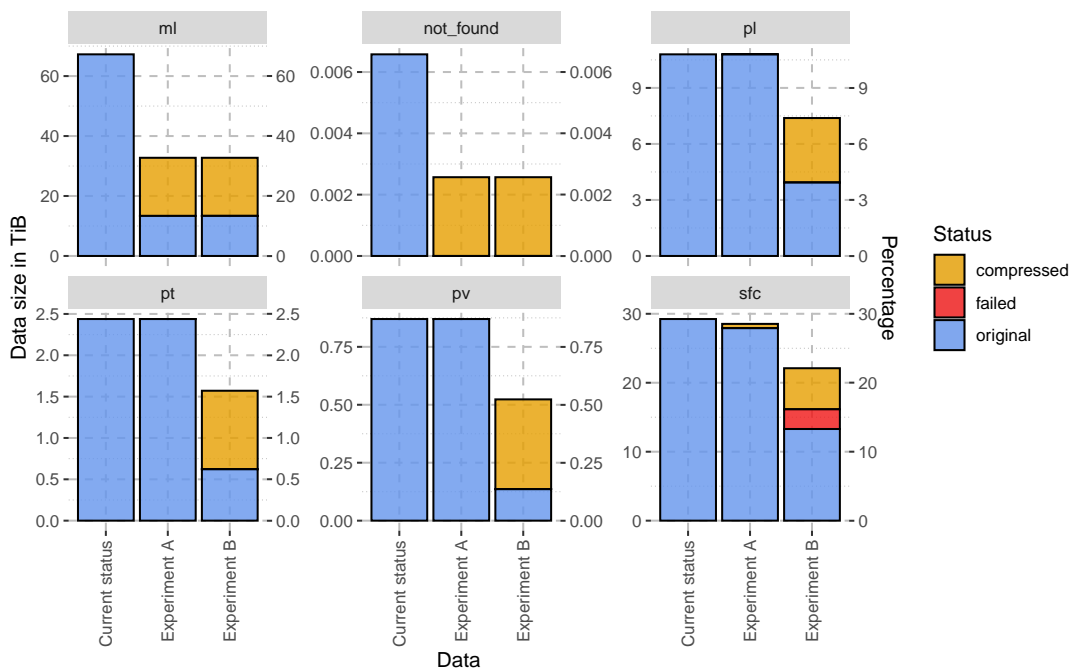 ml
not_found
pl
60
40
20
0
60
40
20
0
0.006
0.004
0.002
0.000
0.006
0.004
0.002
0.000
9
6
3
0
9
6
3
0
pt
pv
sfc
2.5
2.0
1.5
1.0
0.5
0.0
2.5
2.0
1.5
1.0
0.5
0.0
0.75
0.50
0.25
0.00
0.75
0.50
0.25
0.00
30
20
10
0
30
20
10
0
Current status
Experiment A
Experiment B
Current status
Experiment A
Experiment B
Current status
Experiment A
Experiment B
Data
Data size in TiB
Percentage
Status
compressed
failed
original